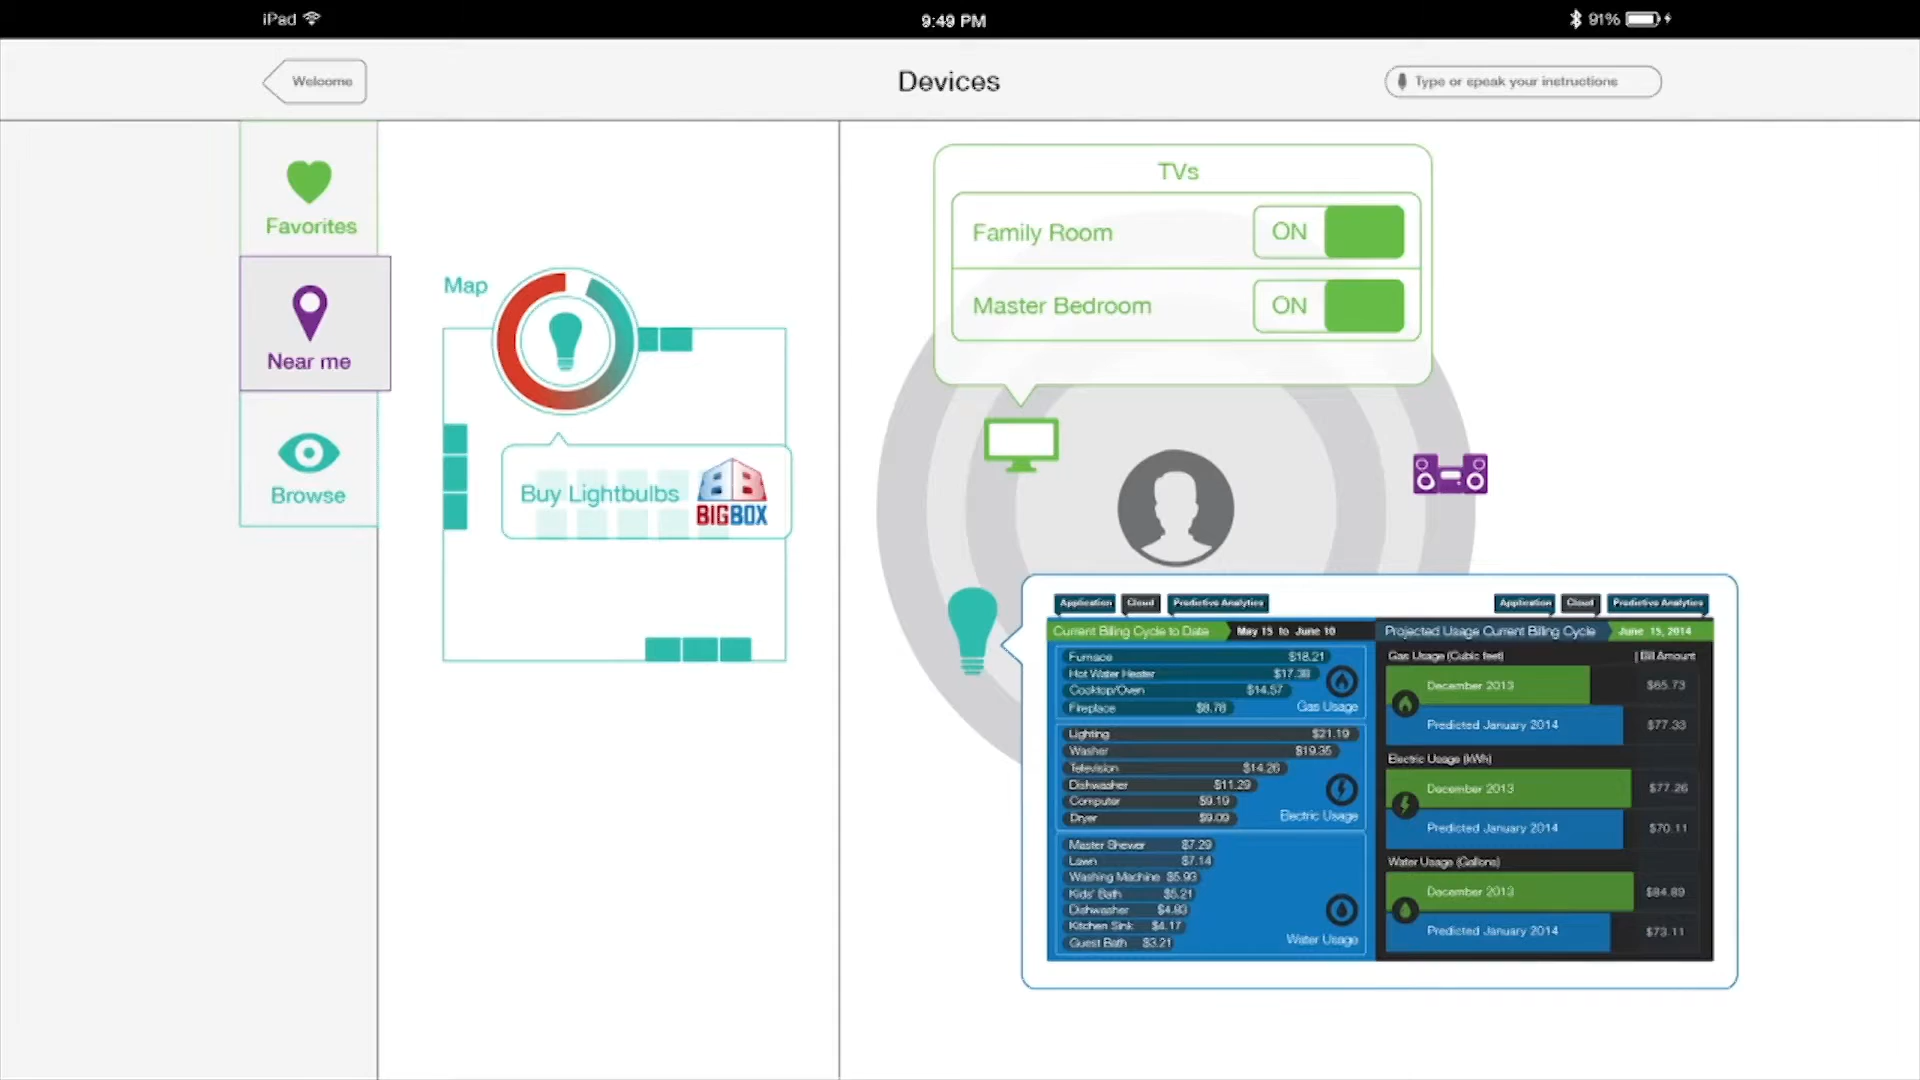 iPad
9:49 PM
91%
Welcome
Devices
Type or speak your instructions
Favorites
Near me
Browse
Map
Buy Lightbulbs
BB
BIGBOX
TVs
Family Room ON
Master Bedroom ON
Application Cloud Predictive Analytics
Current Billing Cycle to Date May 15 to June 10
Furnace $18.21
Hot Water Heater $17.38
Cooktop/Oven $14.57
Fireplace $8.78
Gas Usage
Lighting $21.19
Washer $19.35
Television $14.26
Dishwasher $11.29
Computer $9.19
Dryer $9.09
Electric Usage
Master Shower $7.29
Lawn $7.14
Washing Machine $5.93
Kids' Bath $5.21
Dishwasher $4.83
Kitchen Sink $4.17
Guest Bath $3.21
Water Usage
Application Cloud Predictive Analytics
Projected Usage Current Billing Cycle June 15, 2014
Gas Usage (Cubic feet) | Bill Amount
December 2013 $65.73
Predicted January 2014 $77.33
Electric Usage (kWh)
December 2013 $77.26
Predicted January 2014 $70.11
Water Usage (Gallons)
December 2013 $84.89
Predicted January 2014 $73.11